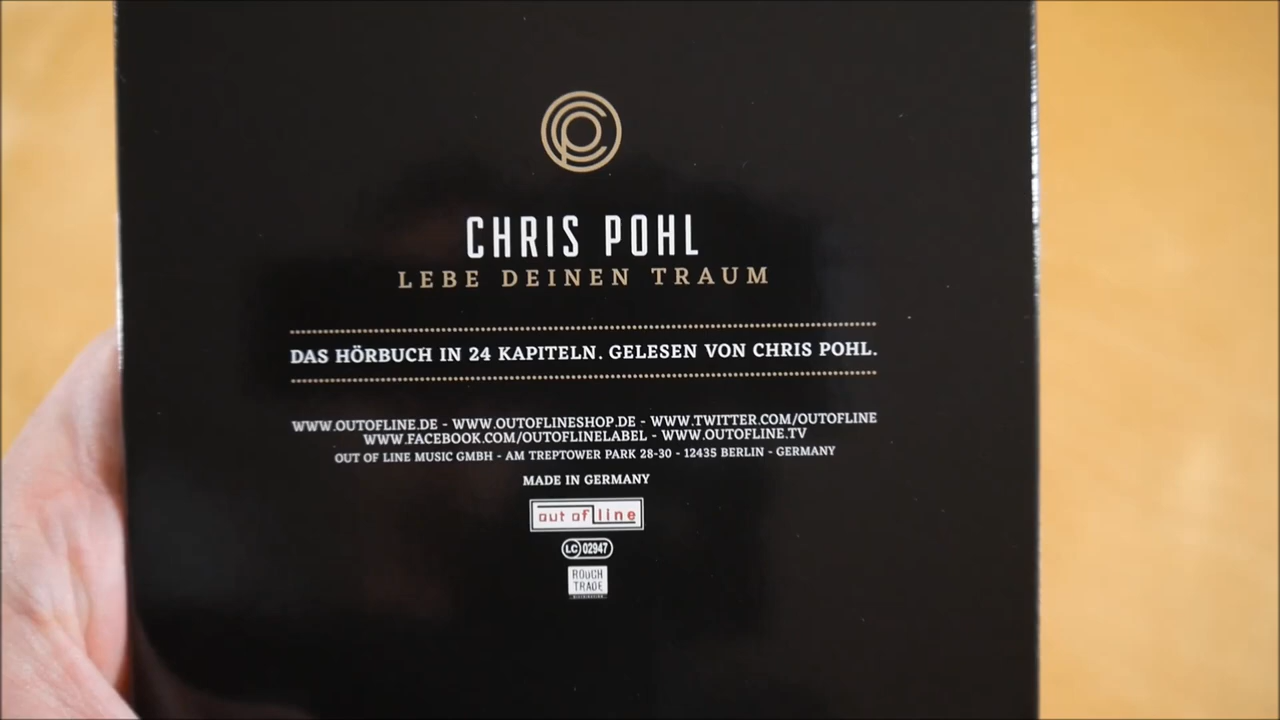 CHRIS POHL
LEBE DEINEN TRAUM
DAS HÖRBUCH IN 24 KAPITELN. GELESEN VON CHRIS POHL.
WWW.OUTOFLINE.DE - WWW.OUTOFLINESHOP.DE - WWW.TWITTER.COM/OUTOFLINE
WWW.FACEBOOK.COM/OUTOFLINELABEL - WWW.OUTOFLINE.TV
OUT OF LINE MUSIC GMBH - AM TREPTOWER PARK 28-30 - 12435 BERLIN - GERMANY
MADE IN GERMANY
out of line
LC 02947
ROUGH
TRADE